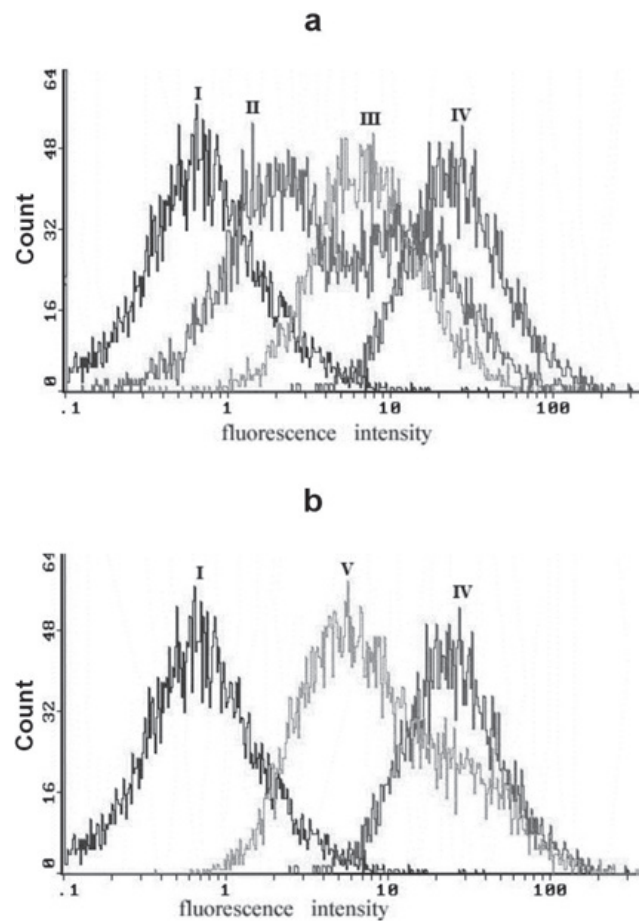 a
64
I
II
III
IV
48
32
16
0
Count
.1
1
10
100
fluorescence intensity
b
64
I
V
IV
48
32
16
0
Count
.1
1
10
100
fluorescence intensity